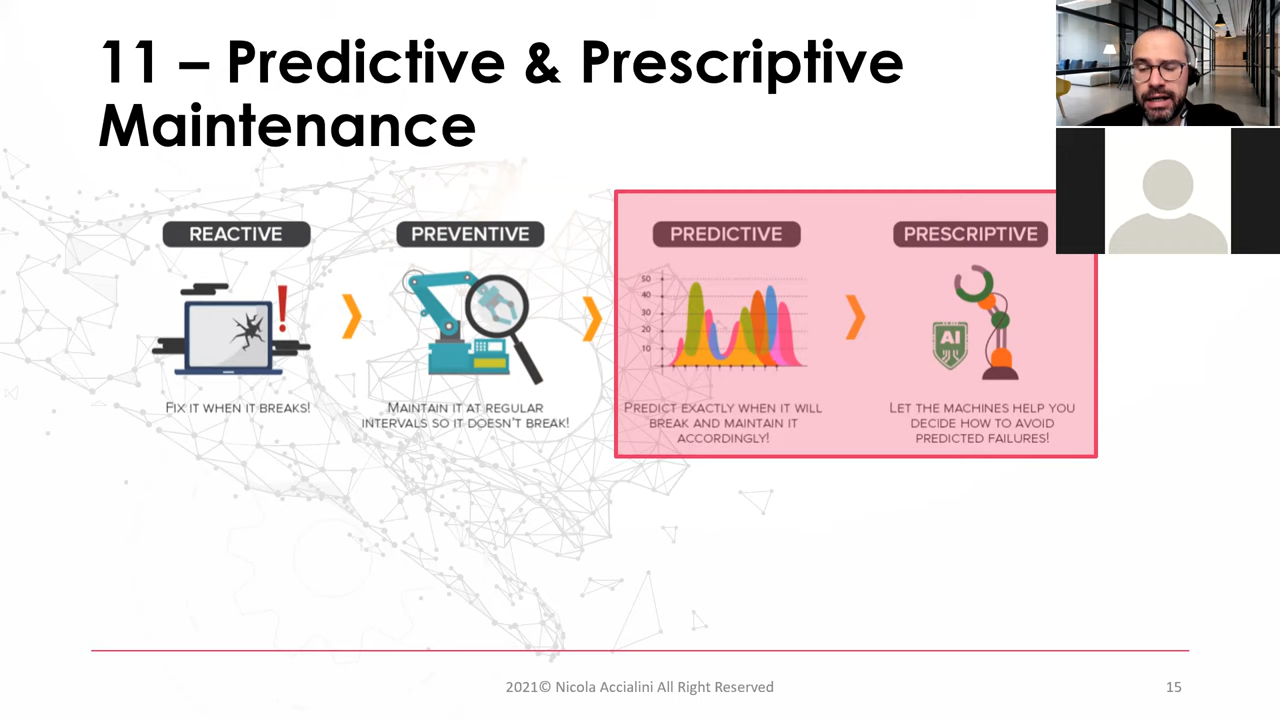 11 – Predictive & Prescriptive
Maintenance
REACTIVE
PREVENTIVE
PREDICTIVE
PRESCRIPTIVE
50
40
30
20
10
AI
FIX IT WHEN IT BREAKS!
MAINTAIN IT AT REGULAR
INTERVALS SO IT DOESN'T BREAK!
PREDICT EXACTLY WHEN IT WILL
BREAK AND MAINTAIN IT
ACCORDINGLY!
LET THE MACHINES HELP YOU
DECIDE HOW TO AVOID
PREDICTED FAILURES!
2021© Nicola Accialini All Right Reserved
15